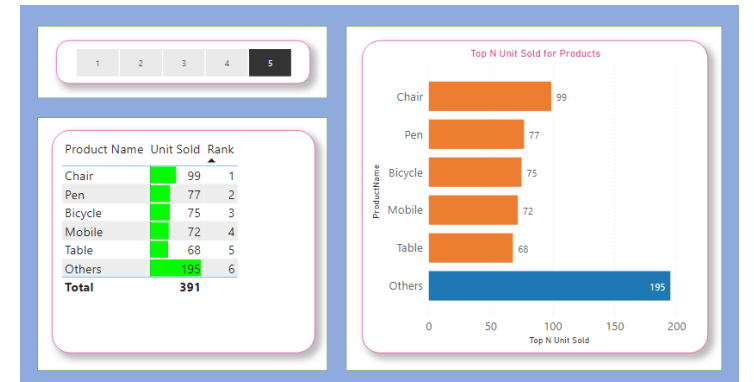 1 2 3 4 5
Product Name Unit Sold Rank
Chair 99 1
Pen 77 2
Bicycle 75 3
Mobile 72 4
Table 68 5
Others 195 6
Total 391
Top N Unit Sold for Products
ProductName
Chair 99
Pen 77
Bicycle 75
Mobile 72
Table 68
Others 195
0 50 100 150 200
Top N Unit Sold